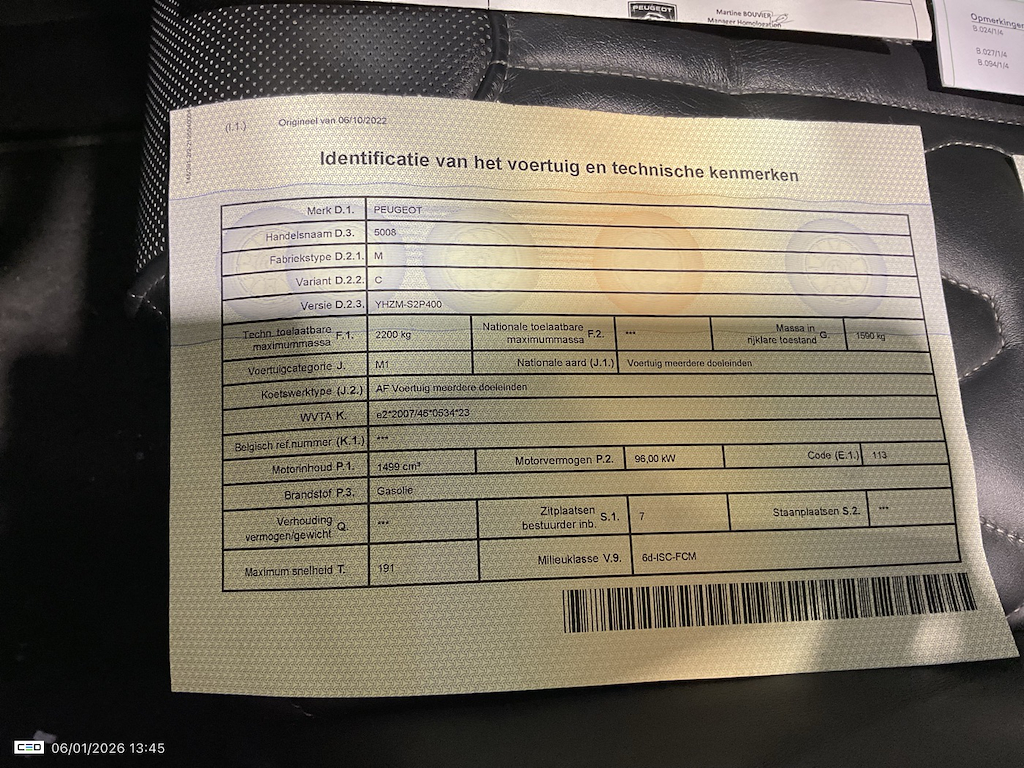 PEUGEOT
Martine BOUVIER
Manager Homologation
Opmerkingen
B.024/1/4
B.027/1/4
B.094/1/4
(I.1.) Origineel van 06/10/2022
Identificatie van het voertuig en technische kenmerken
Merk D.1. PEUGEOT
Handelsnaam D.3. 5008
Fabriekstype D.2.1. M
Variant D.2.2. C
Versie D.2.3. YHZM-S2P400
Techn. toelaatbare maximummassa F.1. 2200 kg Nationale toelaatbare maximummassa F.2. *** Massa in rijklare toestand G. 1590 kg
Voertuigcategorie J. M1 Nationale aard (J.1.) Voertuig meerdere doeleinden
Koetswerktype (J.2.) AF Voertuig meerdere doeleinden
WVTA K. e2*2007/46*0534*23
Belgisch ref.nummer (K.1.) ***
Motorinhoud P.1. 1499 cm³ Motorvermogen P.2. 96,00 kW Code (E.1.) 113
Brandstof P.3. Gasolie
Verhouding vermogen/gewicht Q. *** Zitplaatsen bestuurder inb. S.1. 7 Staanplaatsen S.2. ***
Maximum snelheid T. 191 Milieuklasse V.9. 6d-ISC-FCM
CEO 06/01/2026 13:45